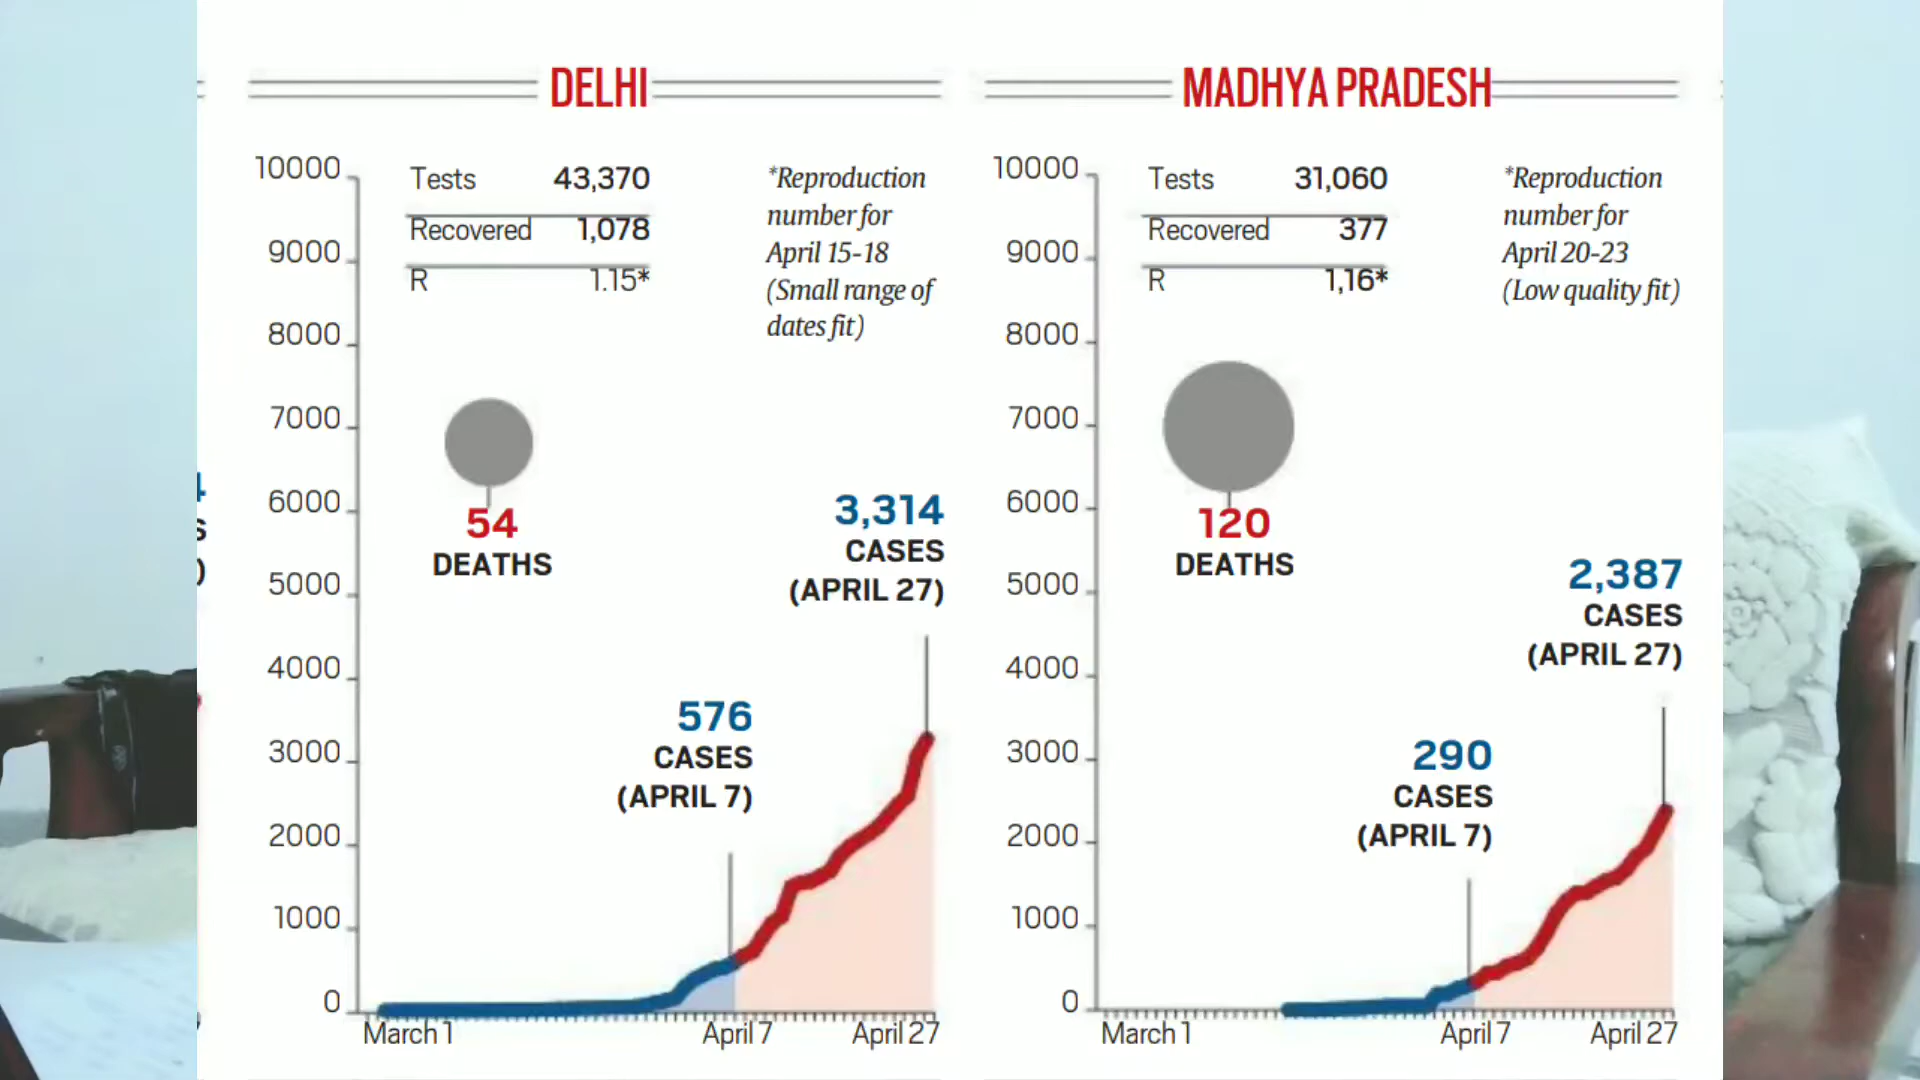 DELHI
10000
9000
8000
7000
6000
5000
4000
3000
2000
1000
0
Tests 43,370
Recovered 1,078
R 1.15*
*Reproduction
number for
April 15-18
(Small range of
dates fit)
54
DEATHS
3,314
CASES
(APRIL 27)
576
CASES
(APRIL 7)
March 1 April 7 April 27
MADHYA PRADESH
10000
9000
8000
7000
6000
5000
4000
3000
2000
1000
0
Tests 31,060
Recovered 377
R 1,16*
*Reproduction
number for
April 20-23
(Low quality fit)
120
DEATHS
2,387
CASES
(APRIL 27)
290
CASES
(APRIL 7)
March 1 April 7 April 27